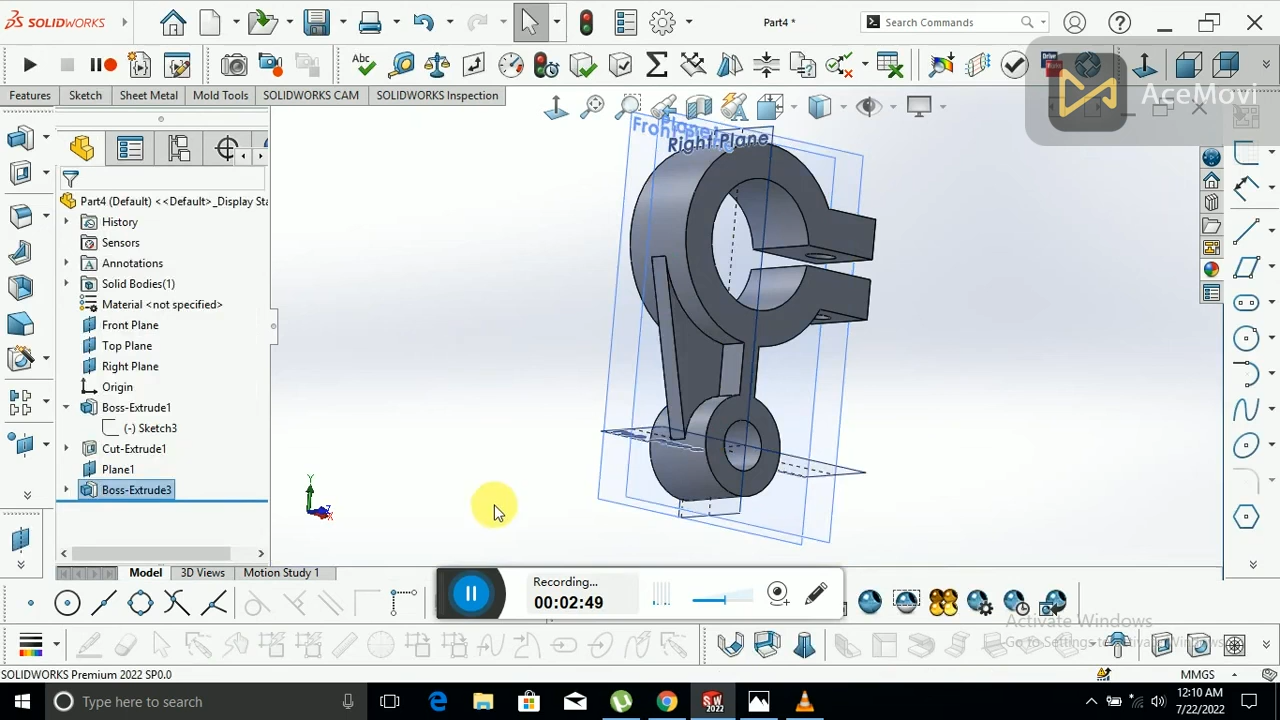 SOLIDWORKS
Part4 *
Search Commands
Features
Sketch
Sheet Metal
Mold Tools
SOLIDWORKS CAM
SOLIDWORKS Inspection
AceMovi
Part4 (Default) <<Default>_Display Sta
History
Sensors
Annotations
Solid Bodies(1)
Material <not specified>
Front Plane
Top Plane
Right Plane
Origin
Boss-Extrude1
(-) Sketch3
Cut-Extrude1
Plane1
Boss-Extrude3
Right Plane
Y
Model
3D Views
Motion Study 1
Recording...
00:02:49
Activate Windows
SOLIDWORKS Premium 2022 SP0.0
MMGS
Type here to search
12:10 AM
7/22/2022